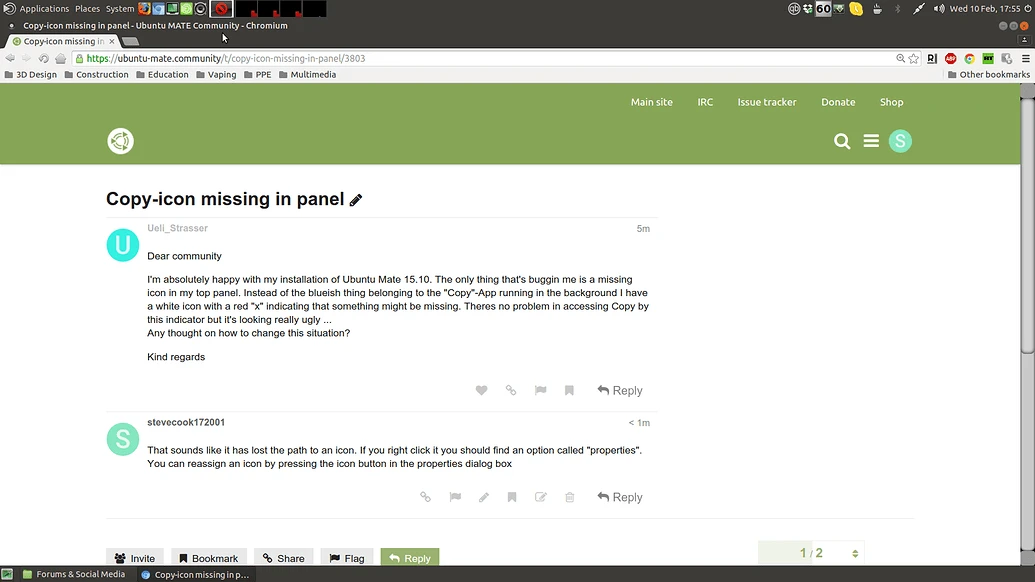 Applications Places System 60 Wed 10 Feb, 17:55
Copy-icon missing in panel - Ubuntu MATE Community - Chromium
Copy-icon missing in
https://ubuntu-mate.community/t/copy-icon-missing-in-panel/3803
ABP
3D Design Construction Education Vaping PPE Multimedia Other bookmarks
Main site IRC Issue tracker Donate Shop
S
Copy-icon missing in panel
U
Ueli_Strasser 5m
Dear community
I'm absolutely happy with my installation of Ubuntu Mate 15.10. The only thing that's buggin me is a missing
icon in my top panel. Instead of the blueish thing belonging to the "Copy"-App running in the background I have
a white icon with a red "x" indicating that something might be missing. Theres no problem in accessing Copy by
this indicator but it's looking really ugly ...
Any thought on how to change this situation?
Kind regards
Reply
S
stevecook172001 < 1m
That sounds like it has lost the path to an icon. If you right click it you should find an option called "properties".
You can reassign an icon by pressing the icon button in the properties dialog box
Reply
Invite Bookmark Share Flag Reply 1 / 2
Forums & Social Media Copy-icon missing in p...